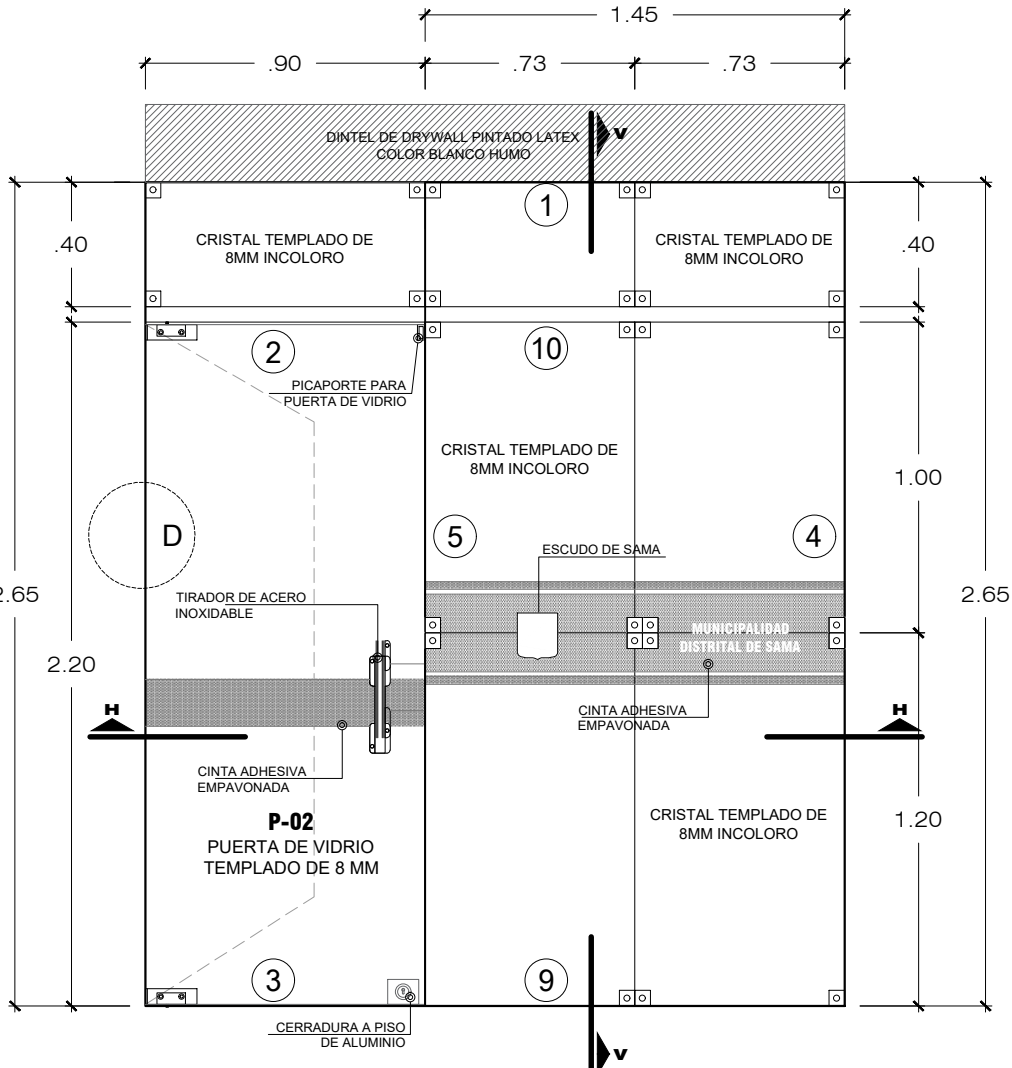 1.45
.90
.73
.73
DINTEL DE DRYWALL PINTADO LATEX
COLOR BLANCO HUMO
V
1
CRISTAL TEMPLADO DE
8MM INCOLORO
CRISTAL TEMPLADO DE
8MM INCOLORO
.40
.40
2
10
PICAPORTE PARA
PUERTA DE VIDRIO
CRISTAL TEMPLADO DE
8MM INCOLORO
1.00
D
5
4
ESCUDO DE SAMA
2.65
2.65
TIRADOR DE ACERO
INOXIDABLE
MUNICIPALIDAD
DISTRITAL DE SAMA
2.20
CINTA ADHESIVA
EMPAVONADA
H
H
CINTA ADHESIVA
EMPAVONADA
P-02
PUERTA DE VIDRIO
TEMPLADO DE 8 MM
CRISTAL TEMPLADO DE
8MM INCOLORO
1.20
3
9
CERRADURA A PISO
DE ALUMINIO
V